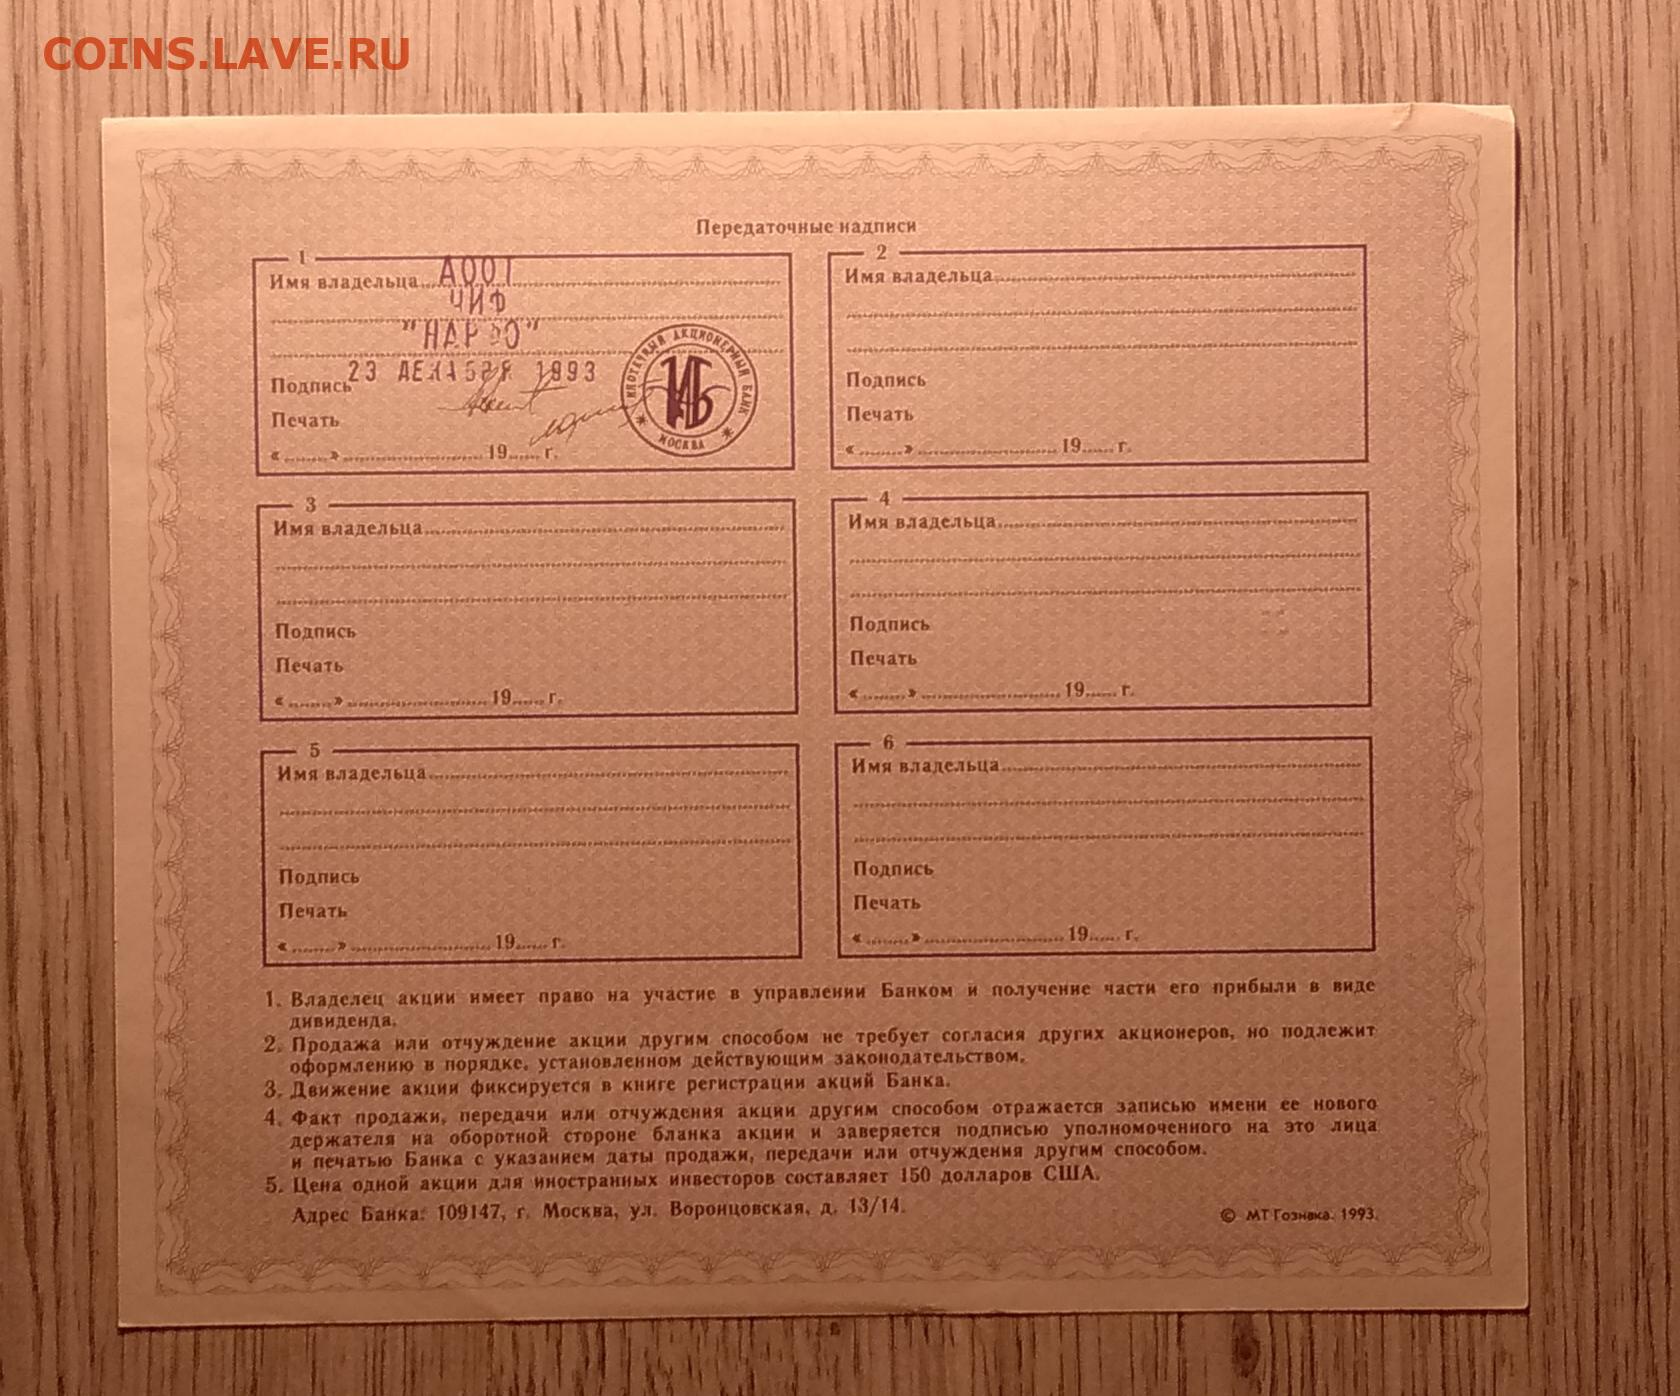 COINS.LAVE.RU
Передаточные надписи
1
Имя владельца АООТ
ЧИФ
23 ДЕКАБРЯ 1993
Подпись
Печать
« » 19 г.
ИПОТЕЧНЫЙ АКЦИОНЕРНЫЙ БАНК
ИАБ
МОСКВА
2
Имя владельца
Подпись
Печать
« » 19 г.
3
Имя владельца
Подпись
Печать
« » 19 г.
4
Имя владельца
Подпись
Печать
« » 19 г.
5
Имя владельца
Подпись
Печать
« » 19 г.
6
Имя владельца
Подпись
Печать
« » 19 г.
1. Владелец акции имеет право на участие в управлении Банком и получение части его прибыли в виде
дивиденда.
2. Продажа или отчуждение акции другим способом не требует согласия других акционеров, но подлежит
оформлению в порядке, установленном действующим законодательством.
3. Движение акции фиксируется в книге регистрации акций Банка.
4. Факт продажи, передачи или отчуждения акции другим способом отражается записью имени ее нового
держателя на оборотной стороне бланка акции и заверяется подписью уполномоченного на это лица
и печатью Банка с указанием даты продажи, передачи или отчуждения другим способом.
5. Цена одной акции для иностранных инвесторов составляет 150 долларов США.
Адрес Банка: 109147, г. Москва, ул. Воронцовская, д. 13/14.
© МТ Гознака. 1993.